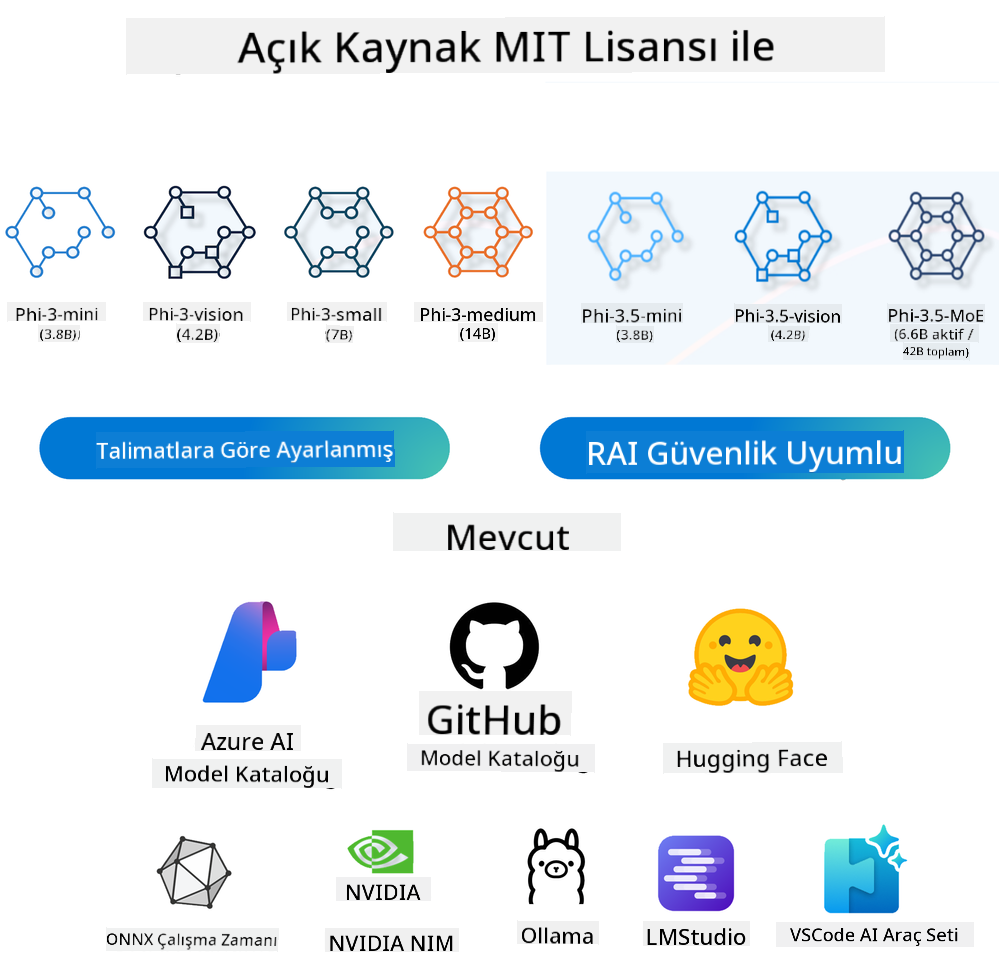 Açık Kaynak MIT Lisansı ile
Phi-3-mini
(3.8B)
Phi-3-vision
(4.2B)
Phi-3-small
(7B)
Phi-3-medium
(14B)
Phi-3.5-mini
(3.8B)
Phi-3.5-vision
(4.2B)
Phi-3.5-MoE
(6.6B aktif /
42B toplam)
Talimatlara Göre Ayarlanmış
RAI Güvenlik Uyumlu
Mevcut
Azure AI
Model Kataloğu
GitHub
Model Kataloğu
Hugging Face
ONNX Çalışma Zamanı
NVIDIA
NVIDIA NIM
Ollama
LMStudio
VSCode AI Araç Seti